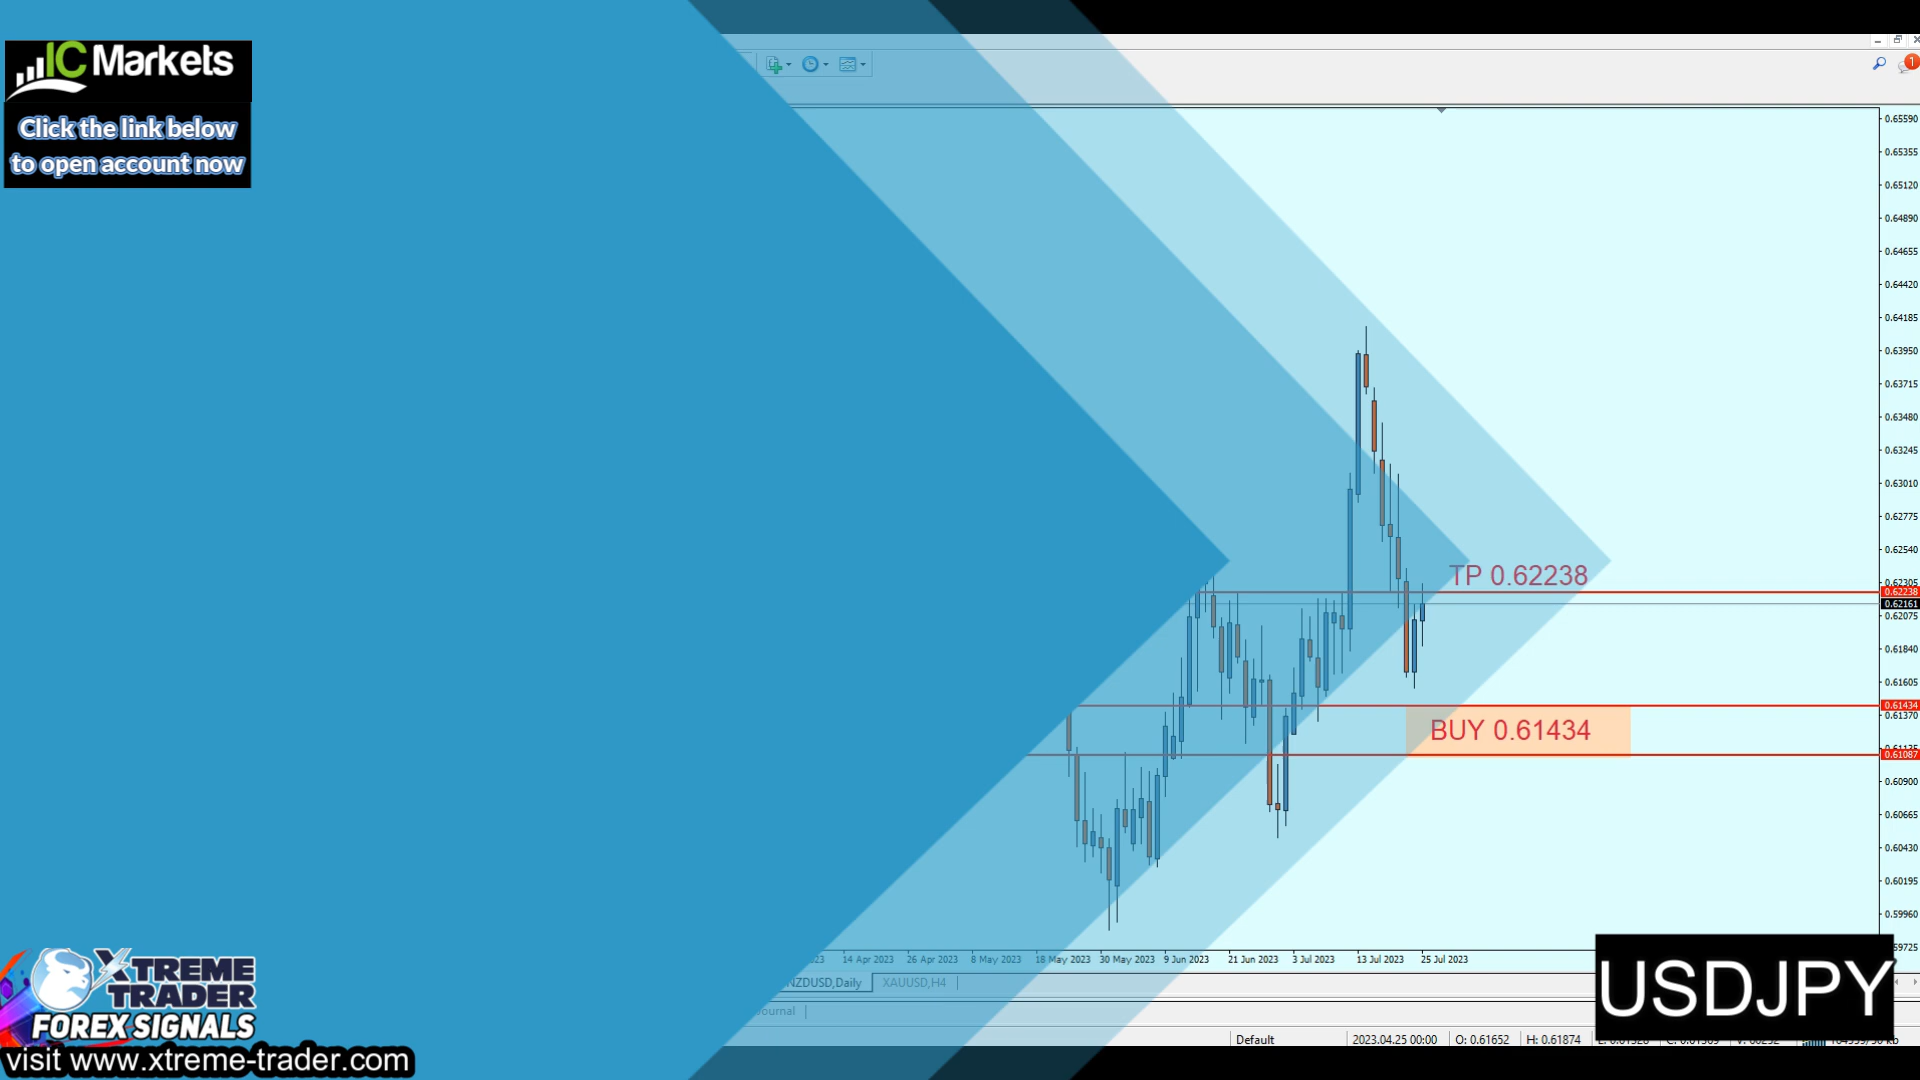 IC Markets
Click the link below
to open account now
1
0.65590
0.65355
0.65120
0.64890
0.64655
0.64420
0.64185
0.63950
0.63715
0.63480
0.63245
0.63010
0.62775
0.62540
TP 0.62238
0.62305
0.62238
0.62161
0.62075
0.61840
0.61605
0.61434
0.61370
BUY 0.61434
0.61087
0.60900
0.60665
0.60430
0.60195
0.59960
14 Apr 2023 26 Apr 2023 8 May 2023 18 May 2023 30 May 2023 9 Jun 2023 21 Jun 2023 3 Jul 2023 13 Jul 2023 25 Jul 2023
NZDUSD,Daily XAUUSD,H4
USDJPY
XTREME
TRADER
FOREX SIGNALS
Default 2023.04.25 00:00 O: 0.61652 H: 0.61874
visit www.xtreme-trader.com